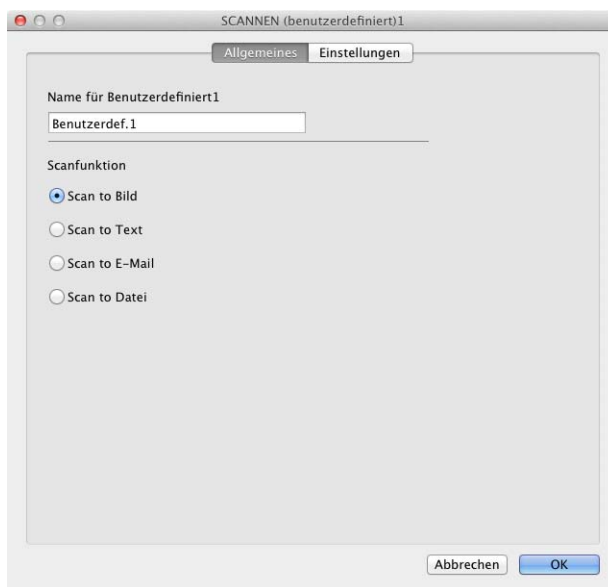 SCANNEN (benutzerdefiniert)1
Allgemeines Einstellungen
Name für Benutzerdefiniert1
Benutzerdef.1
Scanfunktion
Scan to Bild
Scan to Text
Scan to E-Mail
Scan to Datei
Abbrechen OK